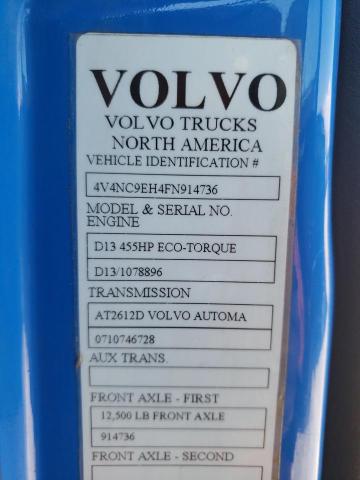 VOLVO
VOLVO TRUCKS
NORTH AMERICA
VEHICLE IDENTIFICATION #
4V4NC9EH4FN914736
MODEL & SERIAL NO.
ENGINE
D13 455HP ECO-TORQUE
D13/1078896
TRANSMISSION
AT2612D VOLVO AUTOMA
0710746728
AUX TRANS.
FRONT AXLE - FIRST
12,500 LB FRONT AXLE
914736
FRONT AXLE - SECOND